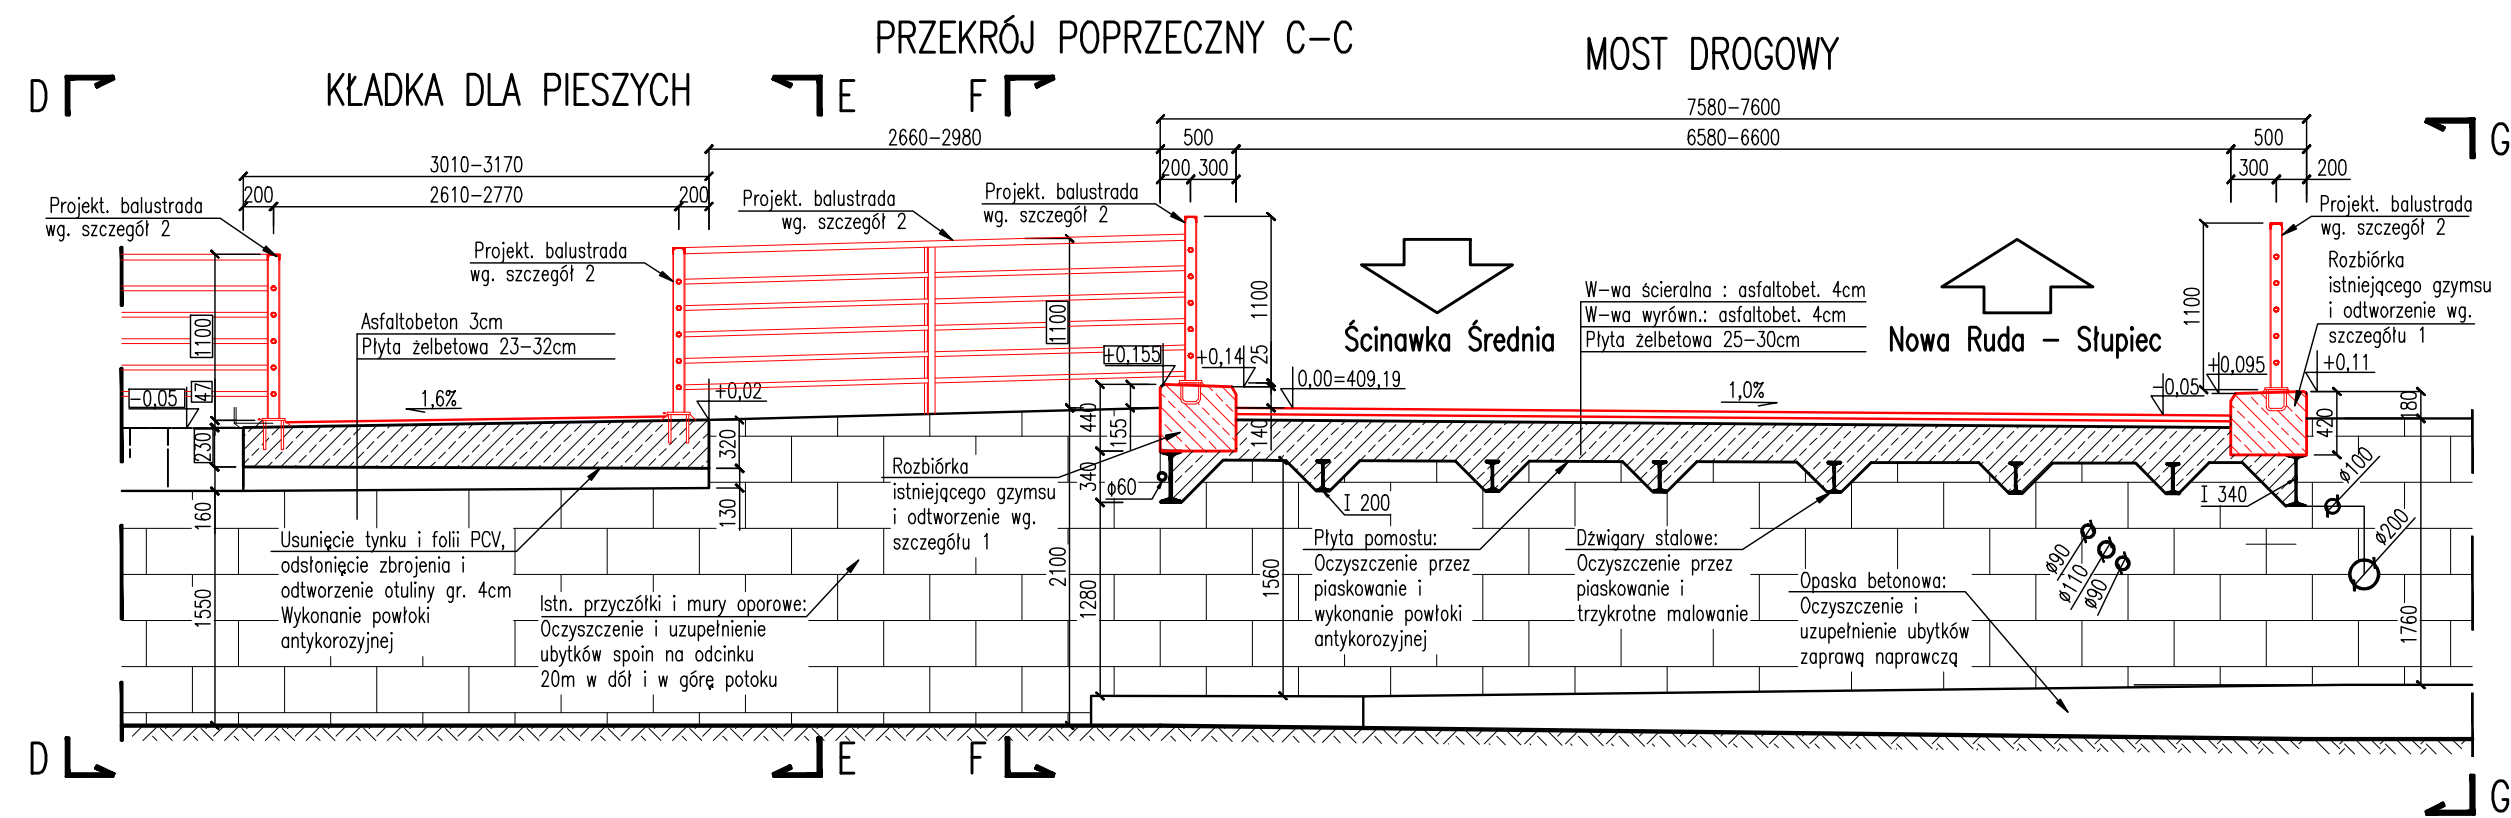 PRZEKRÓJ POPRZECZNY C-C
MOST DROGOWY
KŁADKA DLA PIESZYCH
D
E
F
G
7580-7600
2660-2980
500
6580-6600
500
3010-3170
200
300
300
200
200
2610-2770
200
Projekt. balustrada
wg. szczegół 2
Projekt. balustrada
wg. szczegół 2
Projekt. balustrada
wg. szczegół 2
Projekt. balustrada
wg. szczegół 2
Projekt. balustrada
wg. szczegół 2
Rozbiórka
istniejącego gzymsu
i odtworzenie wg.
szczegółu 1
W-wa ścieralna : asfaltobet. 4cm
W-wa wyrówn.: asfaltobet. 4cm
Płyta żelbetowa 25-30cm
Ścinawka Średnia
Nowa Ruda - Słupiec
Asfaltobeton 3cm
Płyta żelbetowa 23-32cm
1100
1100
1100
1100
47
25
-0,05
1,6%
+0,02
+0,155
+0,14
0,00=409,19
1,0%
-0,05
+0,095
+0,11
230
320
440
155
140
420
180
160
130
340
ϕ60
I 200
I 340
ø100
ø200
ø90
ø110
ø90
1550
2100
1280
1560
1760
Rozbiórka
istniejącego gzymsu
i odtworzenie wg.
szczegółu 1
Usunięcie tynku i folii PCV,
odsłonięcie zbrojenia i
odtworzenie otuliny gr. 4cm
Wykonanie powłoki
antykorozyjnej
Istn. przyczółki i mury oporowe:
Oczyszczenie i uzupełnienie
ubytków spoin na odcinku
20m w dół i w górę potoku
Płyta pomostu:
Oczyszczenie przez
piaskowanie i
wykonanie powłoki
antykorozyjnej
Dźwigary stalowe:
Oczyszczenie przez
piaskowanie i
trzykrotne malowanie
Opaska betonowa:
Oczyszczenie i
uzupełnienie ubytków
zaprawą naprawczą
D
E
F
G